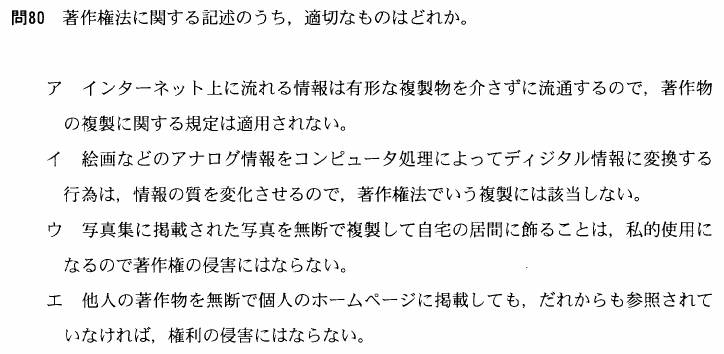 問80　著作権法に関する記述のうち，適切なものはどれか。
ア　インターネット上に流れる情報は有形な複製物を介さずに流通するので，著作物
の複製に関する規定は適用されない。
イ　絵画などのアナログ情報をコンピュータ処理によってディジタル情報に変換する
行為は，情報の質を変化させるので，著作権法でいう複製には該当しない。
ウ　写真集に掲載された写真を無断で複製して自宅の居間に飾ることは，私的使用に
なるので著作権の侵害にはならない。
エ　他人の著作物を無断で個人のホームページに掲載しても，だれからも参照されて
いなければ，権利の侵害にはならない。